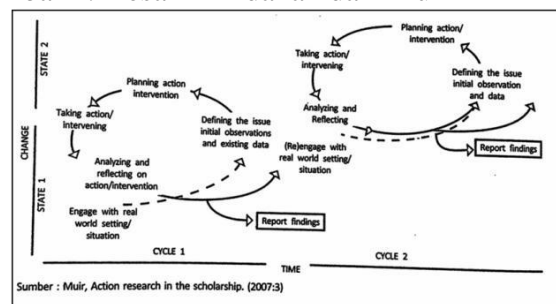 STATE 2
CHANGE
STATE 1
Planning action
intervention
Taking action/
intervening
Defining the issue
initial observations
and existing data
Analyzing and
reflecting on
action/intervention
Engage with real
world setting/
situation
Report findings
CYCLE 1
Planning action/
intervention
Taking action/
intervening
Defining the issue
initial observation
and data
Analyzing and
Reflecting
(Re)engage with
real world setting/
situation
Report findings
CYCLE 2
TIME
Sumber : Muir, Action research in the scholarship. (2007:3)